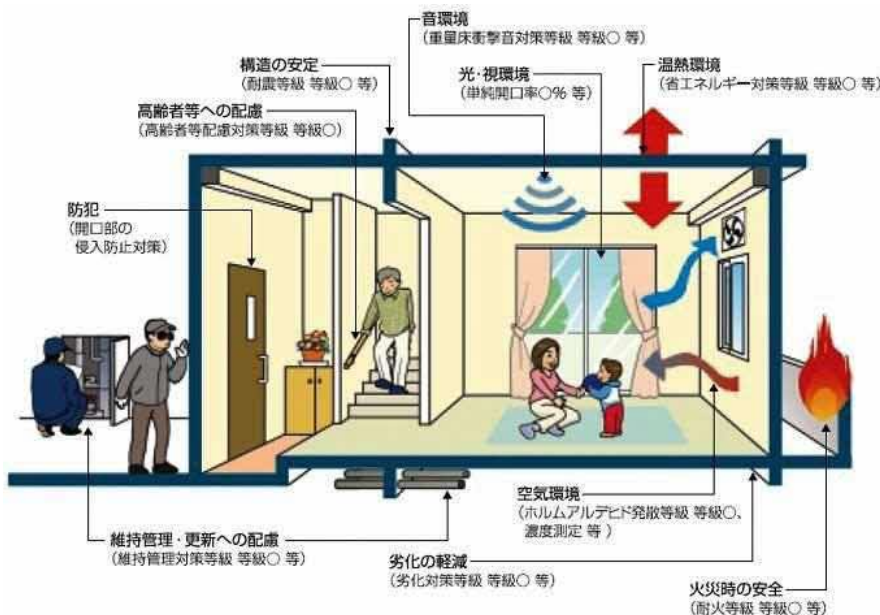 音環境
(重量床衝撃音対策等級 等級○ 等)
構造の安定
(耐震等級 等級○ 等)
光・視環境
(単純開口率○% 等)
温熱環境
(省エネルギー対策等級 等級○ 等)
高齢者等への配慮
(高齢者等配慮対策等級 等級○)
防犯
(開口部の
侵入防止対策)
空気環境
(ホルムアルデヒド発散等級 等級○、
濃度測定 等 )
維持管理・更新への配慮
(維持管理対策等級 等級○ 等)
劣化の軽減
(劣化対策等級 等級○ 等)
火災時の安全
(耐火等級 等級○ 等)